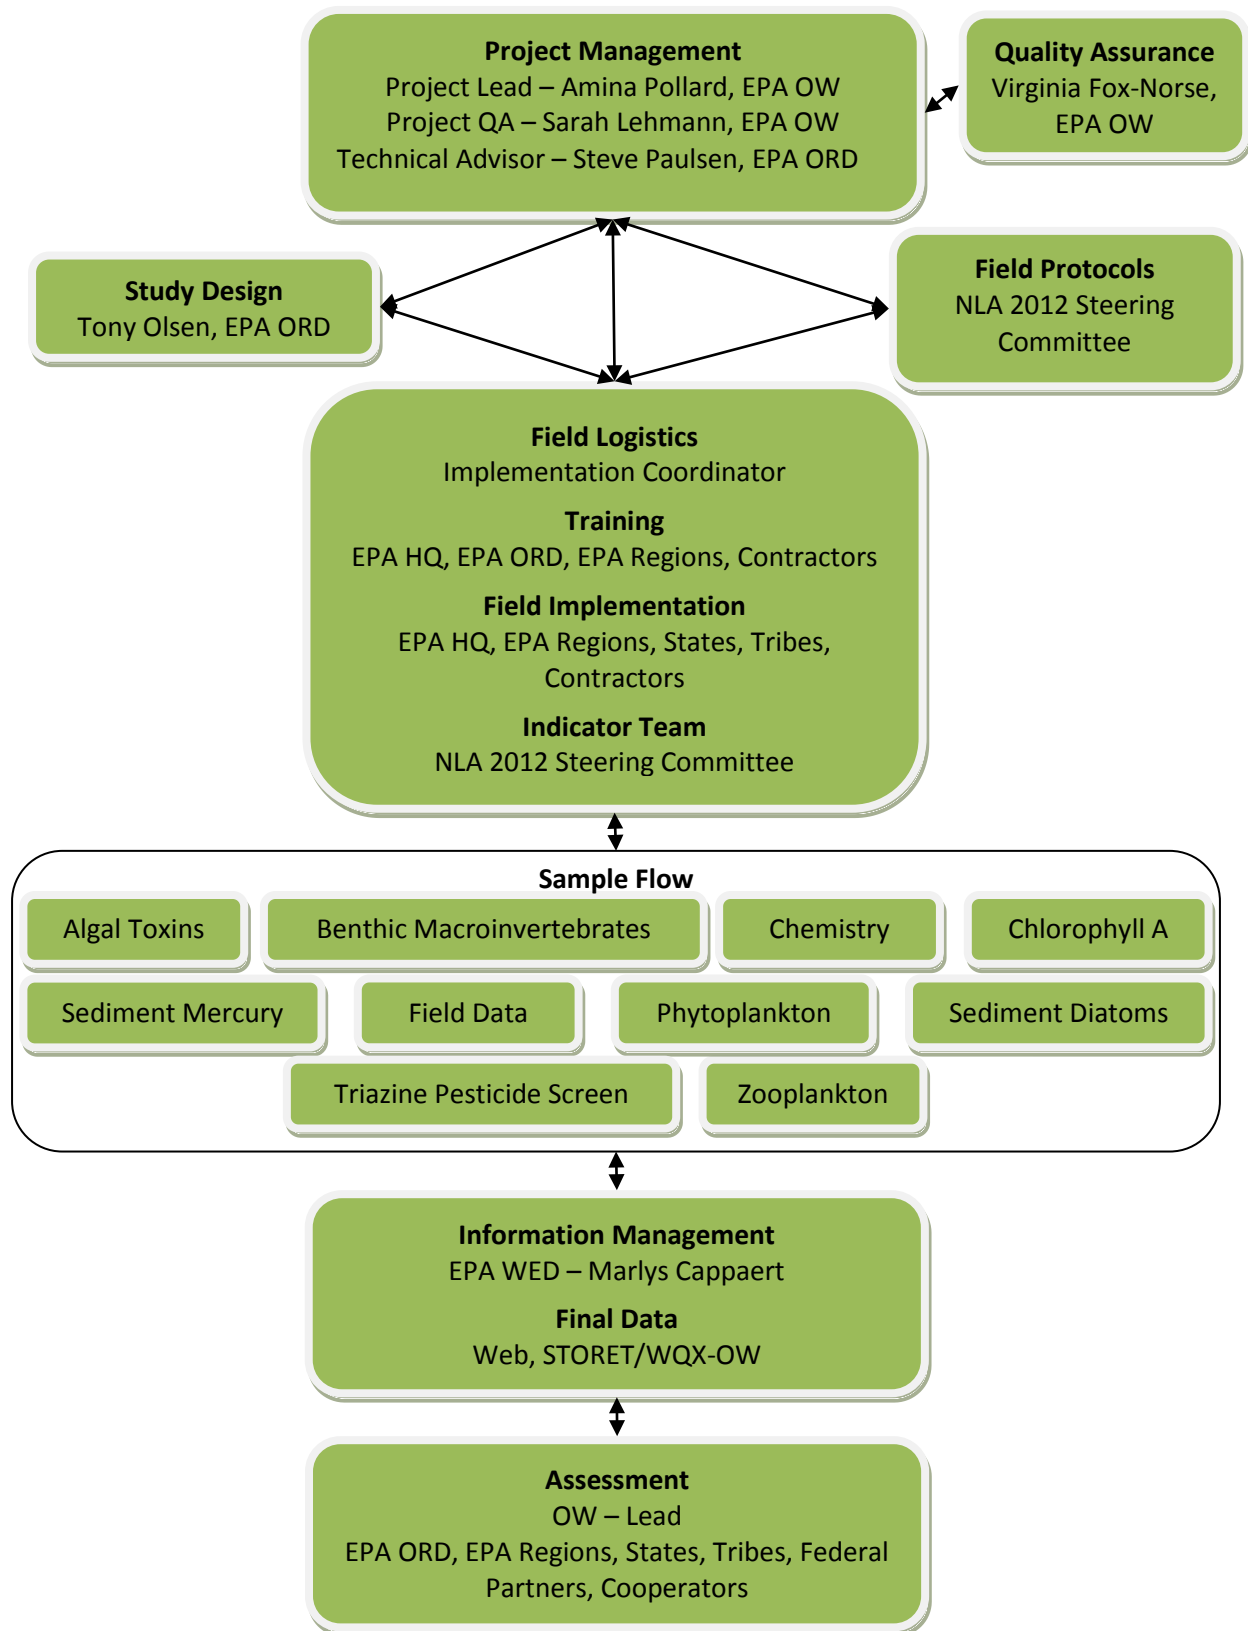 Project Management
Project Lead – Amina Pollard, EPA OW
Project QA – Sarah Lehmann, EPA OW
Technical Advisor – Steve Paulsen, EPA ORD
Quality Assurance
Virginia Fox-Norse,
EPA OW
Study Design
Tony Olsen, EPA ORD
Field Protocols
NLA 2012 Steering
Committee
Field Logistics
Implementation Coordinator
Training
EPA HQ, EPA ORD, EPA Regions, Contractors
Field Implementation
EPA HQ, EPA Regions, States, Tribes,
Contractors
Indicator Team
NLA 2012 Steering Committee
Sample Flow
Algal Toxins
Benthic Macroinvertebrates
Chemistry
Chlorophyll A
Sediment Mercury
Field Data
Phytoplankton
Sediment Diatoms
Triazine Pesticide Screen
Zooplankton
Information Management
EPA WED – Marlys Cappaert
Final Data
Web, STORET/WQX-OW
Assessment
OW – Lead
EPA ORD, EPA Regions, States, Tribes, Federal
Partners, Cooperators